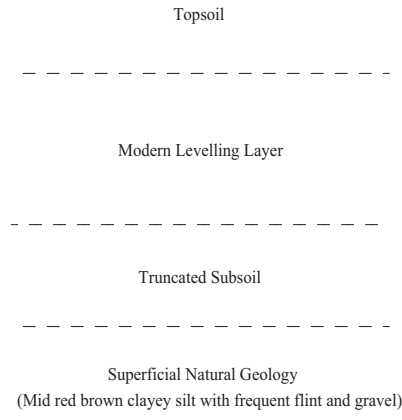 Topsoil
Modern Levelling Layer
Truncated Subsoil
Superficial Natural Geology
(Mid red brown clayey silt with frequent flint and gravel)